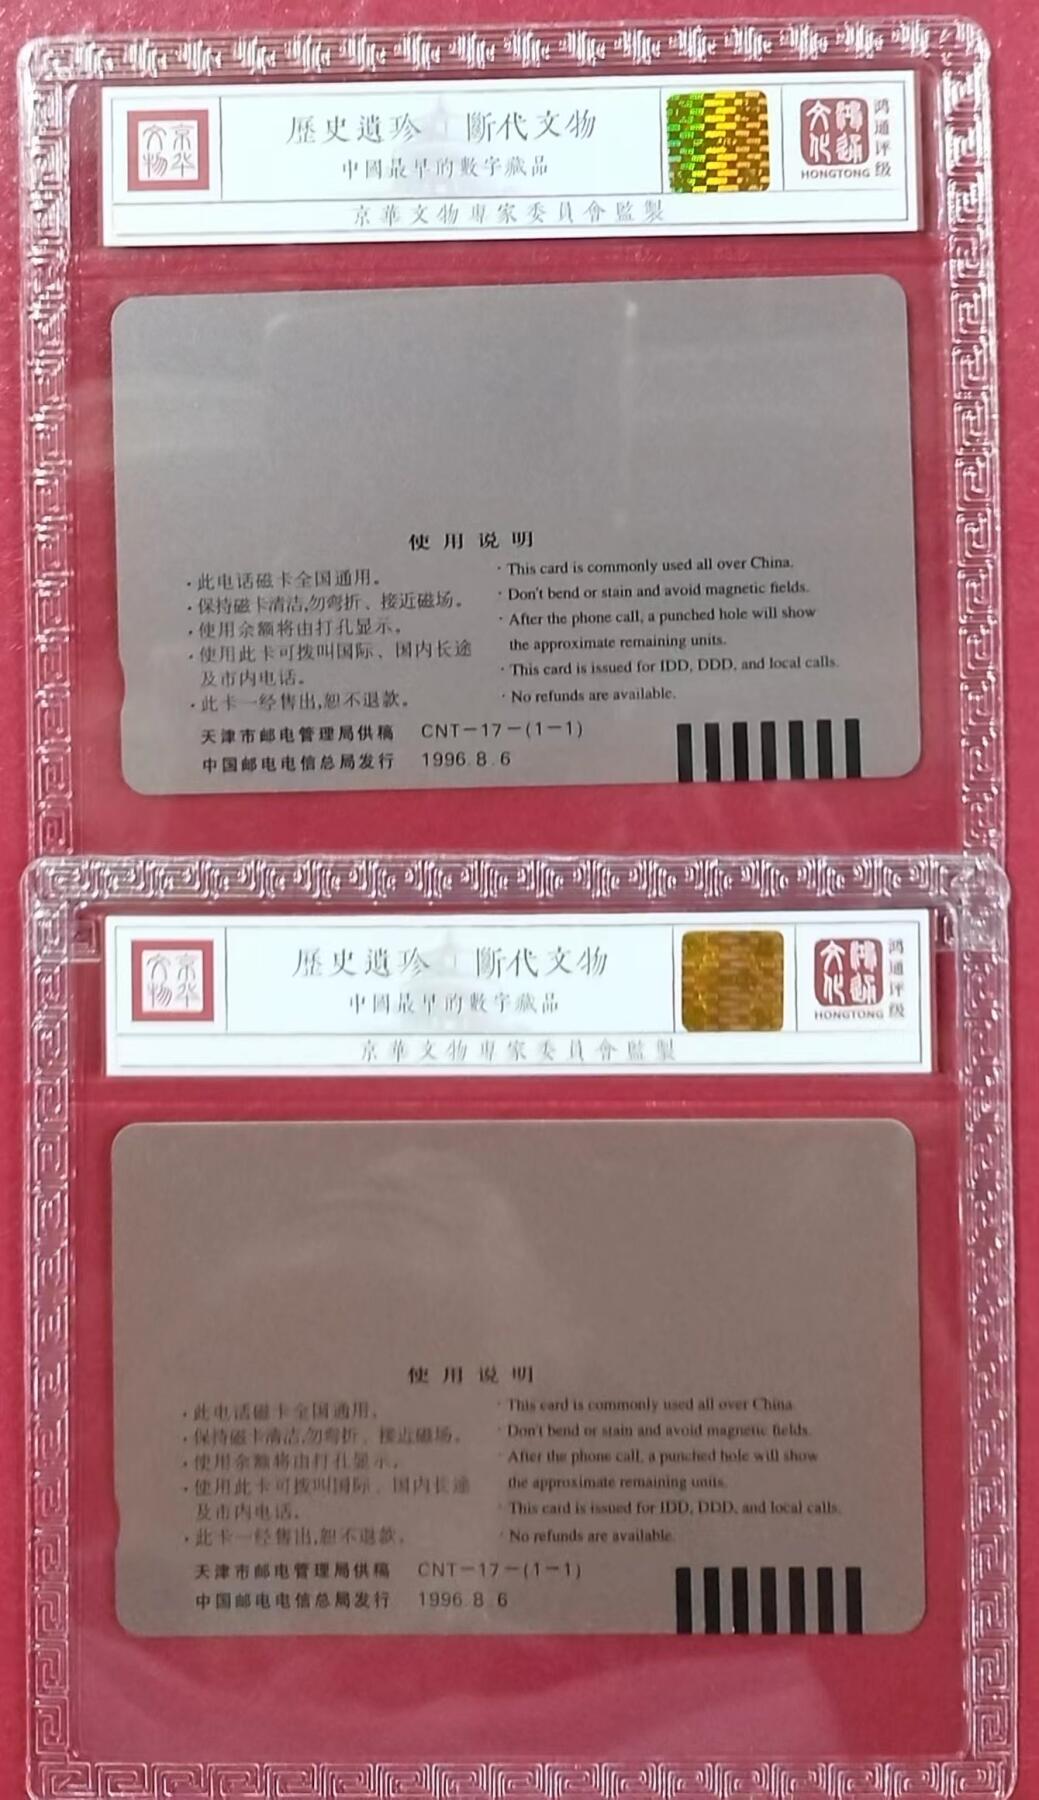 京华文物
歷史遺珍 斷代文物
中國最早的數字藏品
京華文物專家委員會監製
鸿通文化
HONGTONG
鸿通评级
使用说明
·此电话磁卡全国通用。
·保持磁卡清洁,勿弯折、接近磁场。
·使用余额将由打孔显示。
·使用此卡可拨叫国际、国内长途
及市内电话。
·此卡一经售出,恕不退款。
· This card is commonly used all over China.
· Don't bend or stain and avoid magnetic fields.
· After the phone call, a punched hole will show
the approximate remaining units.
· This card is issued for IDD, DDD, and local calls.
· No refunds are available.
天津市邮电管理局供稿 CNT-17-(1-1)
中国邮电电信总局发行 1996.8.6
京华文物
歷史遺珍 斷代文物
中國最早的數字藏品
京華文物專家委員會監製
鸿通文化
HONGTONG
鸿通评级
使用说明
·此电话磁卡全国通用。
·保持磁卡清洁,勿弯折、接近磁场。
·使用余额将由打孔显示。
·使用此卡可拨叫国际、国内长途
及市内电话。
·此卡一经售出,恕不退款。
· This card is commonly used all over China.
· Don't bend or stain and avoid magnetic fields.
· After the phone call, a punched hole will show
the approximate remaining units.
· This card is issued for IDD, DDD, and local calls.
· No refunds are available.
天津市邮电管理局供稿 CNT-17-(1-1)
中国邮电电信总局发行 1996.8.6